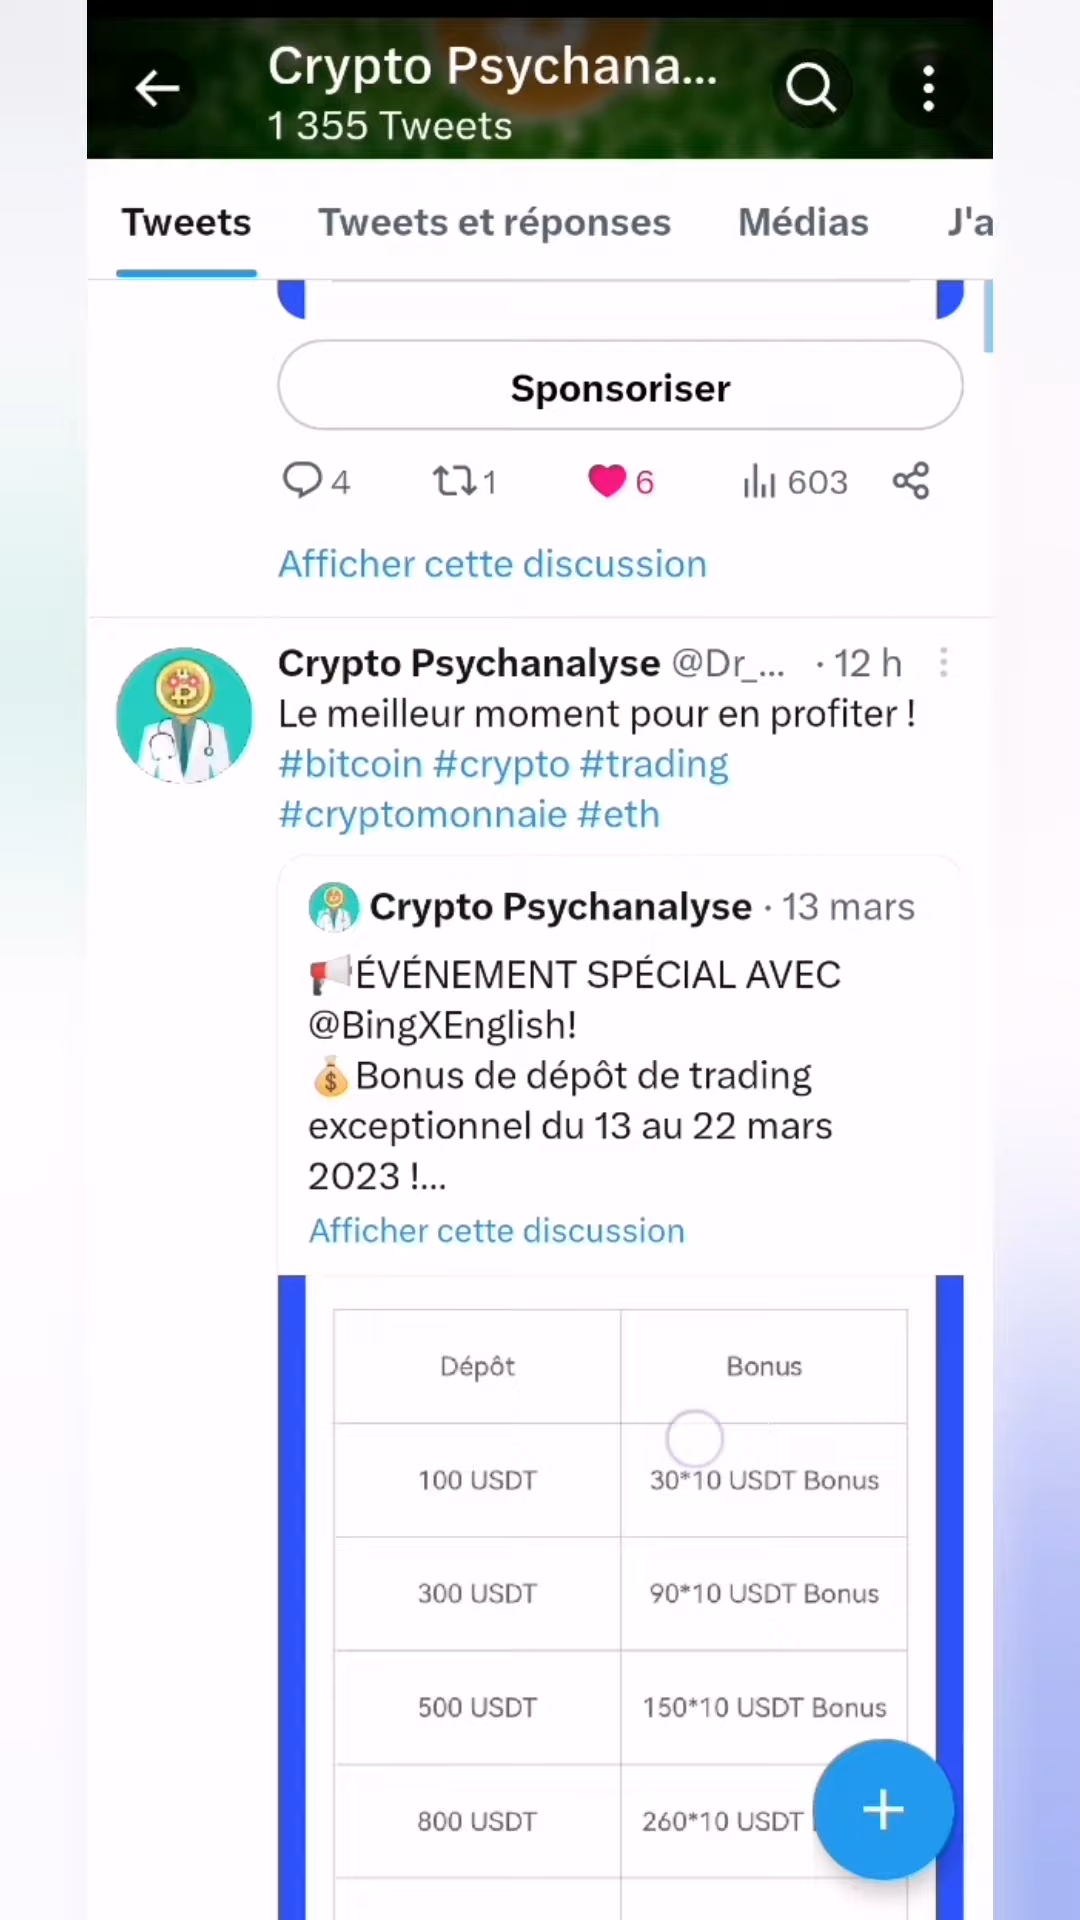 Crypto Psychana...
1 355 Tweets
Tweets
Tweets et réponses
Médias
J'a
Sponsoriser
4
1
6
603
Afficher cette discussion
Crypto Psychanalyse @Dr_... · 12 h
Le meilleur moment pour en profiter !
#bitcoin #crypto #trading
#cryptomonnaie #eth
Crypto Psychanalyse · 13 mars
📢ÉVÉNEMENT SPÉCIAL AVEC
@BingXEnglish!
💰Bonus de dépôt de trading
exceptionnel du 13 au 22 mars
2023 !...
Afficher cette discussion
Dépôt
Bonus
100 USDT
30*10 USDT Bonus
300 USDT
90*10 USDT Bonus
500 USDT
150*10 USDT Bonus
800 USDT
260*10 USDT